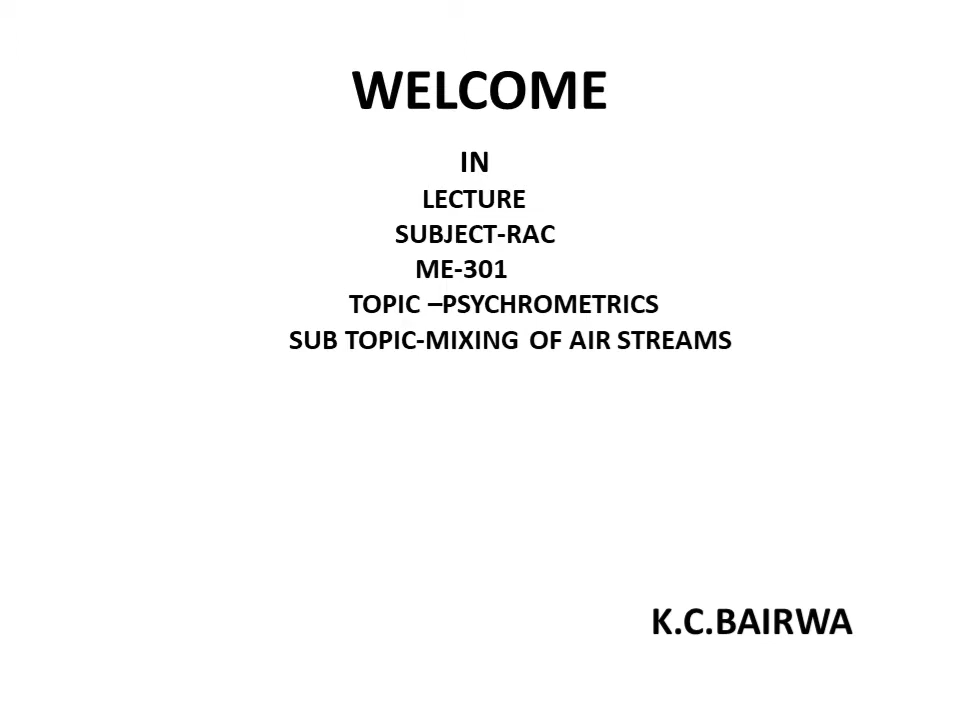 WELCOME
IN
LECTURE
SUBJECT-RAC
ME-301
TOPIC –PSYCHROMETRICS
SUB TOPIC-MIXING OF AIR STREAMS
K.C.BAIRWA